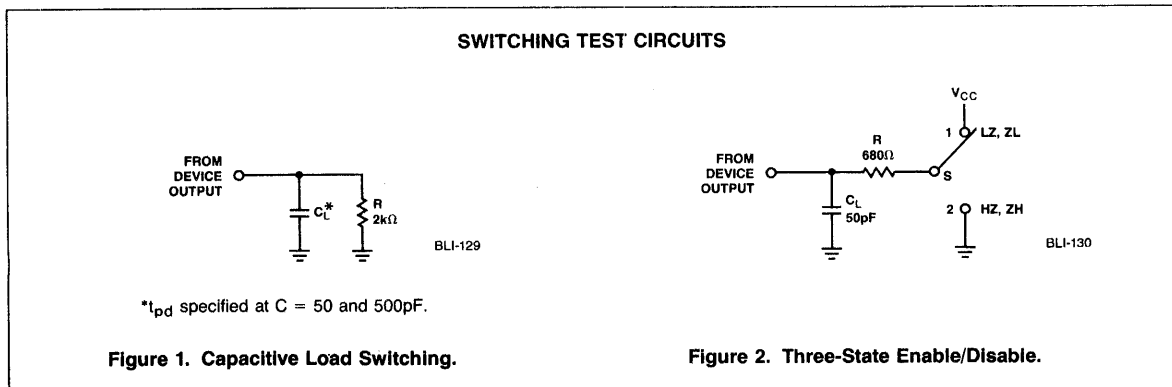 SWITCHING TEST CIRCUITS
FROM
DEVICE
OUTPUT
CL*
R
2kΩ
BLI-129
*tpd specified at C = 50 and 500pF.
Figure 1. Capacitive Load Switching.
VCC
1
LZ, ZL
R
680Ω
FROM
DEVICE
OUTPUT
S
CL
50pF
2
HZ, ZH
BLI-130
Figure 2. Three-State Enable/Disable.